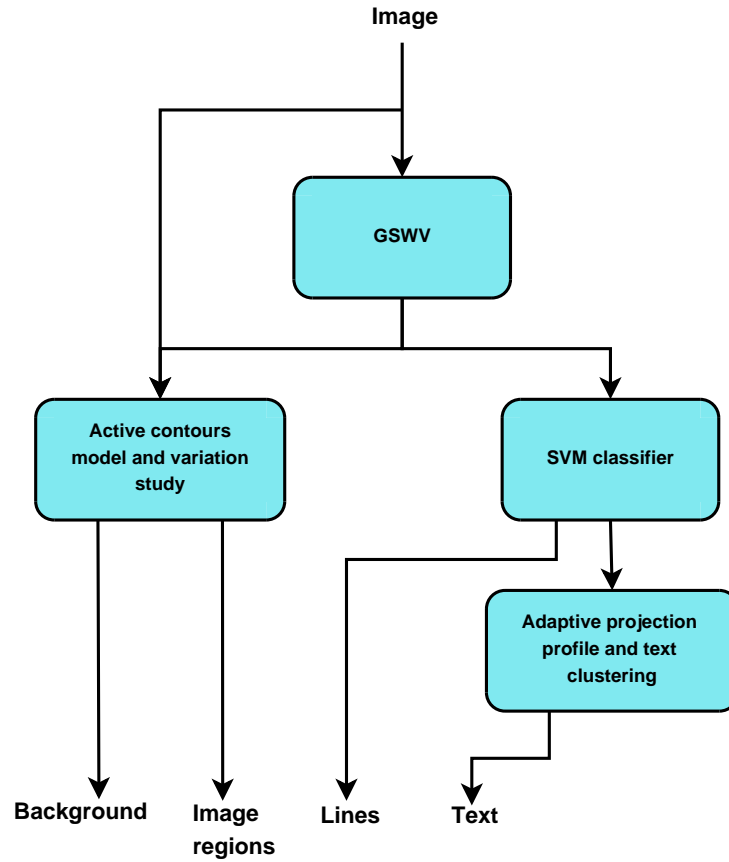 Image
GSWV
Active contours
model and variation
study
SVM classifier
Adaptive projection
profile and text
clustering
Background
Image
regions
Lines
Text